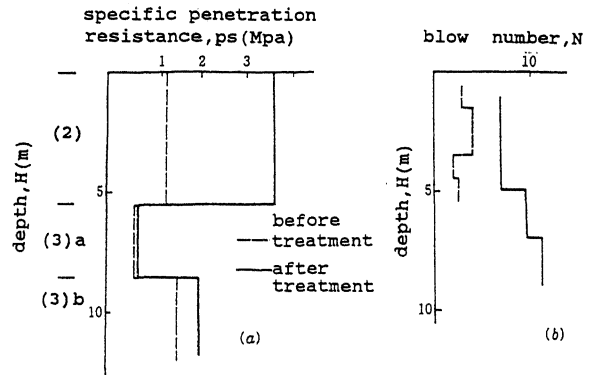 specific penetration
resistance,ps(Mpa)
1 2 3
(2)
depth,H(m)
5
(3)a
(3)b
10
before
treatment
after
treatment
(a)
blow number,N
10
depth,H(m)
5
10
(b)